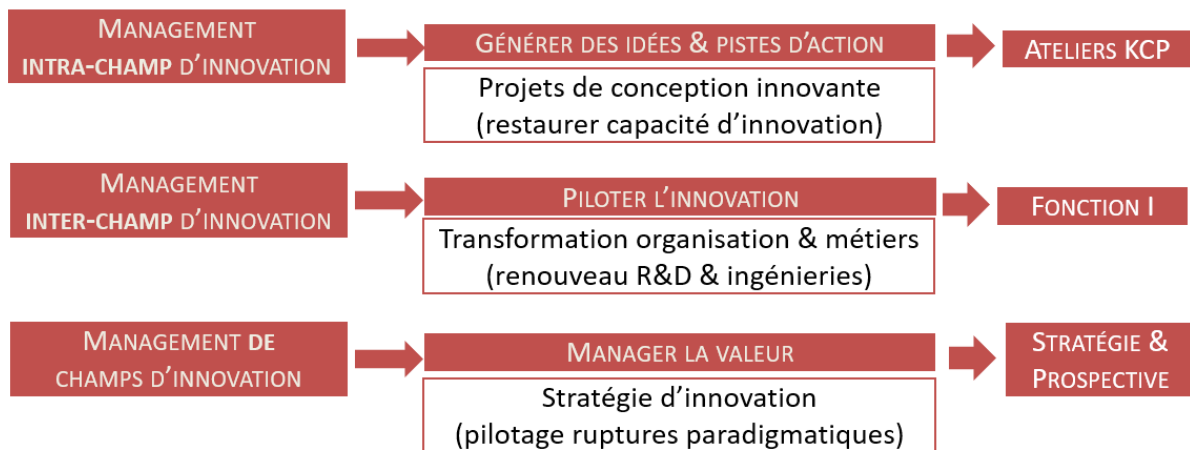 MANAGEMENT
INTRA-CHAMP D'INNOVATION
GÉNÉRER DES IDÉES & PISTES D'ACTION
Projets de conception innovante
(restaurer capacité d'innovation)
ATELIERS KCP
MANAGEMENT
INTER-CHAMP D'INNOVATION
PILOTER L'INNOVATION
Transformation organisation & métiers
(renouveau R&D & ingénieries)
FONCTION I
MANAGEMENT DE
CHAMPS D'INNOVATION
MANAGER LA VALEUR
Stratégie d'innovation
(pilotage ruptures paradigmatiques)
STRATÉGIE &
PROSPECTIVE